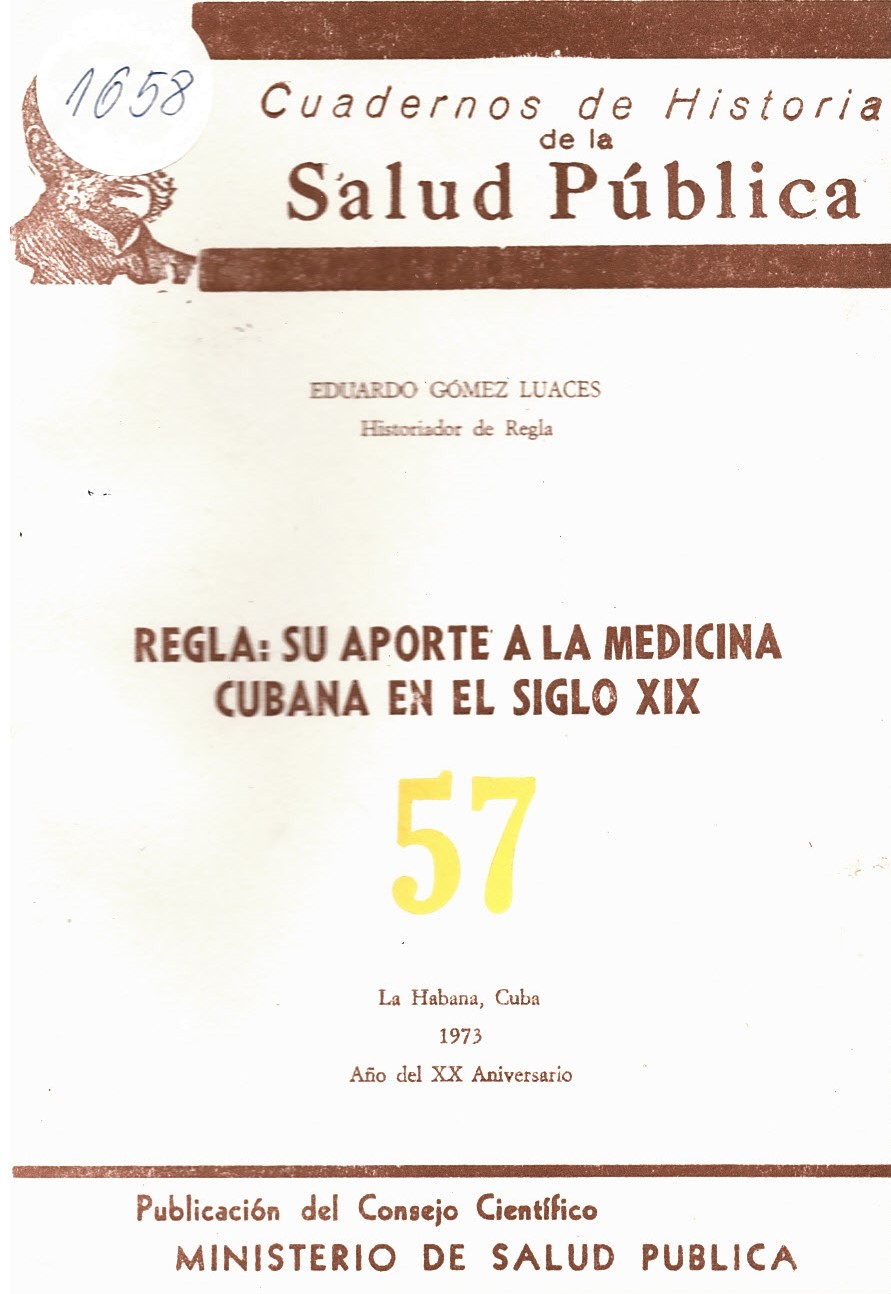 1658
Cuadernos de Historia
de la
Salud Pública
EDUARDO GÓMEZ LUACES
Historiador de Regla
REGLA: SU APORTE A LA MEDICINA
CUBANA EN EL SIGLO XIX
57
La Habana, Cuba
1973
Año del XX Aniversario
Publicación del Consejo Científico
MINISTERIO DE SALUD PUBLICA